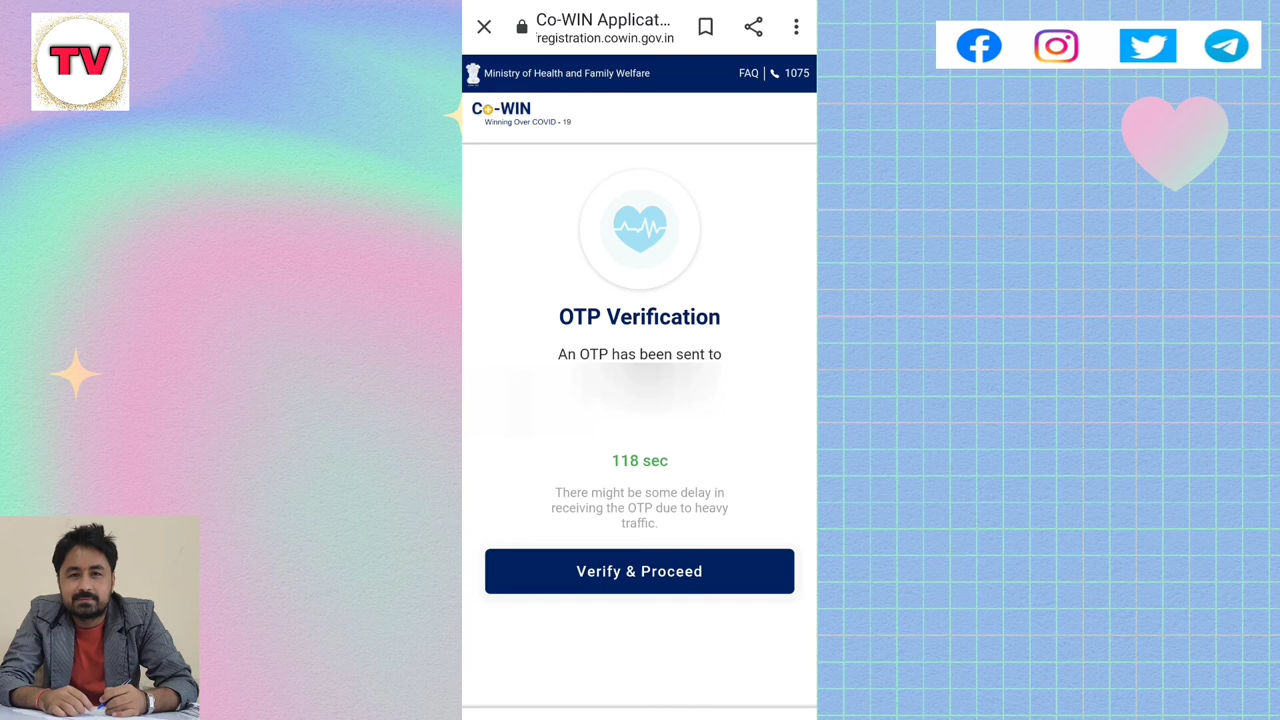 TV
Co-WIN Applicat...
registration.cowin.gov.in
Ministry of Health and Family Welfare
FAQ | 1075
Co-WIN
Winning Over COVID - 19
OTP Verification
An OTP has been sent to
118 sec
There might be some delay in
receiving the OTP due to heavy
traffic.
Verify & Proceed